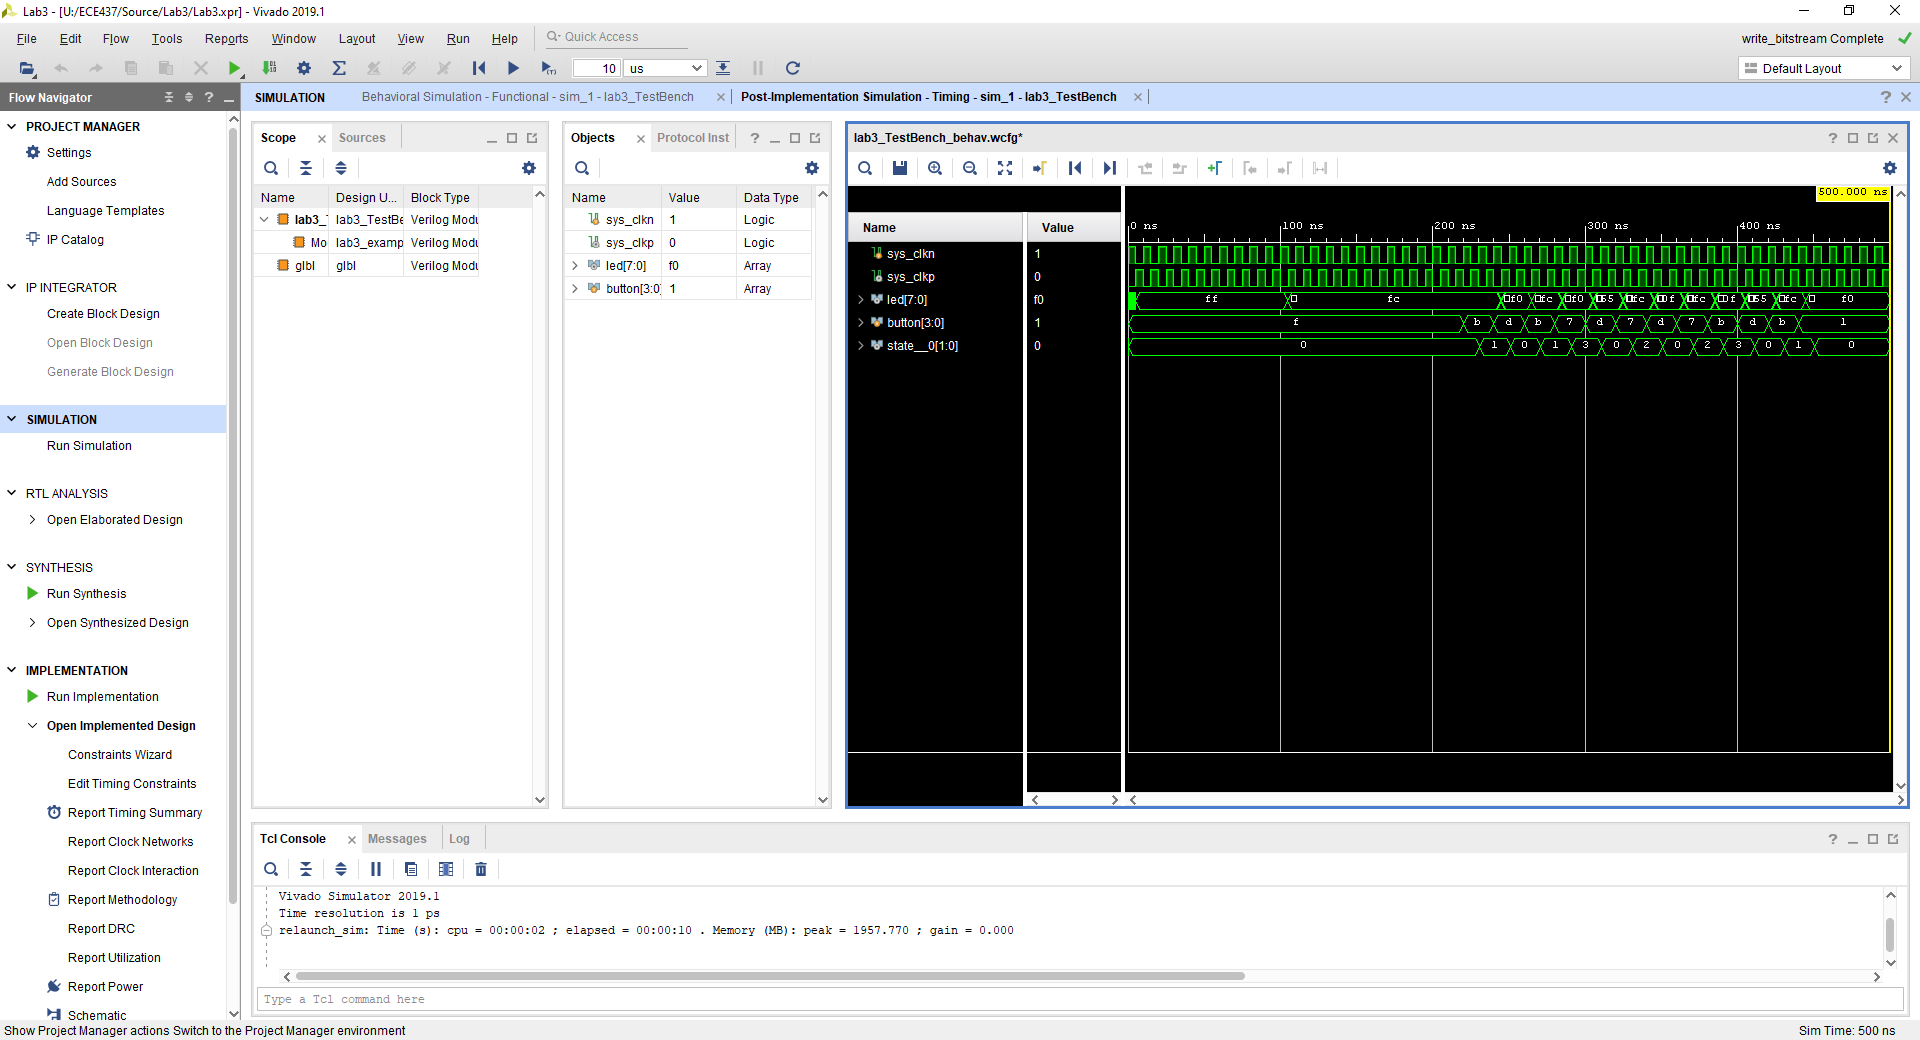 Lab3 - [U:/ECE437/Source/Lab3/Lab3.xpr] - Vivado 2019.1
File Edit Flow Tools Reports Window Layout View Run Help Quick Access
write_bitstream Complete
10 us
Default Layout
Flow Navigator
PROJECT MANAGER
Settings
Add Sources
Language Templates
IP Catalog
IP INTEGRATOR
Create Block Design
Open Block Design
Generate Block Design
SIMULATION
Run Simulation
RTL ANALYSIS
Open Elaborated Design
SYNTHESIS
Run Synthesis
Open Synthesized Design
IMPLEMENTATION
Run Implementation
Open Implemented Design
Constraints Wizard
Edit Timing Constraints
Report Timing Summary
Report Clock Networks
Report Clock Interaction
Report Methodology
Report DRC
Report Utilization
Report Power
Schematic
SIMULATION
Behavioral Simulation - Functional - sim_1 - lab3_TestBench
Post-Implementation Simulation - Timing - sim_1 - lab3_TestBench
Scope Sources
Name Design U... Block Type
lab3_T lab3_TestBe Verilog Modu
Mo lab3_examp Verilog Modu
glbl glbl Verilog Modu
Objects Protocol Inst
Name Value Data Type
sys_clkn 1 Logic
sys_clkp 0 Logic
led[7:0] f0 Array
button[3:0] 1 Array
lab3_TestBench_behav.wcfg*
500.000 ns
Name Value
0 ns 100 ns 200 ns 300 ns 400 ns
sys_clkn 1
sys_clkp 0
led[7:0] f0 ff fc f0 fc f0 55 fc 0f fc 0f 55 fc f0
button[3:0] 1 f b d b 7 d 7 d 7 b d b 1
state__0[1:0] 0 0 1 0 1 3 0 2 0 2 3 0 1 0
Tcl Console Messages Log
Vivado Simulator 2019.1
Time resolution is 1 ps
relaunch_sim: Time (s): cpu = 00:00:02 ; elapsed = 00:00:10 . Memory (MB): peak = 1957.770 ; gain = 0.000
Type a Tcl command here
Show Project Manager actions Switch to the Project Manager environment
Sim Time: 500 ns